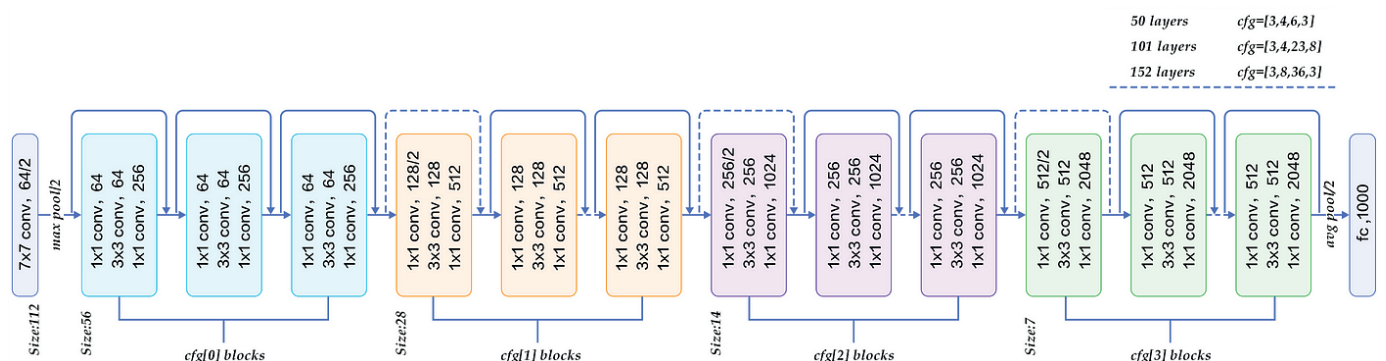 50 layers cfg=[3,4,6,3]
101 layers cfg=[3,4,23,8]
152 layers cfg=[3,8,36,3]
7x7 conv, 64/2
max pool/2
1x1 conv, 64
3x3 conv, 64
1x1 conv, 256
1x1 conv, 64
3x3 conv, 64
1x1 conv, 256
1x1 conv, 64
3x3 conv, 64
1x1 conv, 256
1x1 conv, 128/2
3x3 conv, 128
1x1 conv, 512
1x1 conv, 128
3x3 conv, 128
1x1 conv, 512
1x1 conv, 128
3x3 conv, 128
1x1 conv, 512
1x1 conv, 256/2
3x3 conv, 256
1x1 conv, 1024
1x1 conv, 256
3x3 conv, 256
1x1 conv, 1024
1x1 conv, 256
3x3 conv, 256
1x1 conv, 1024
1x1 conv, 512/2
3x3 conv, 512
1x1 conv, 2048
1x1 conv, 512
3x3 conv, 512
1x1 conv, 2048
1x1 conv, 512
3x3 conv, 512
1x1 conv, 2048
avg pool/2
fc ,1000
Size:112
Size:56
cfg[0] blocks
Size:28
cfg[1] blocks
Size:14
cfg[2] blocks
Size:7
cfg[3] blocks